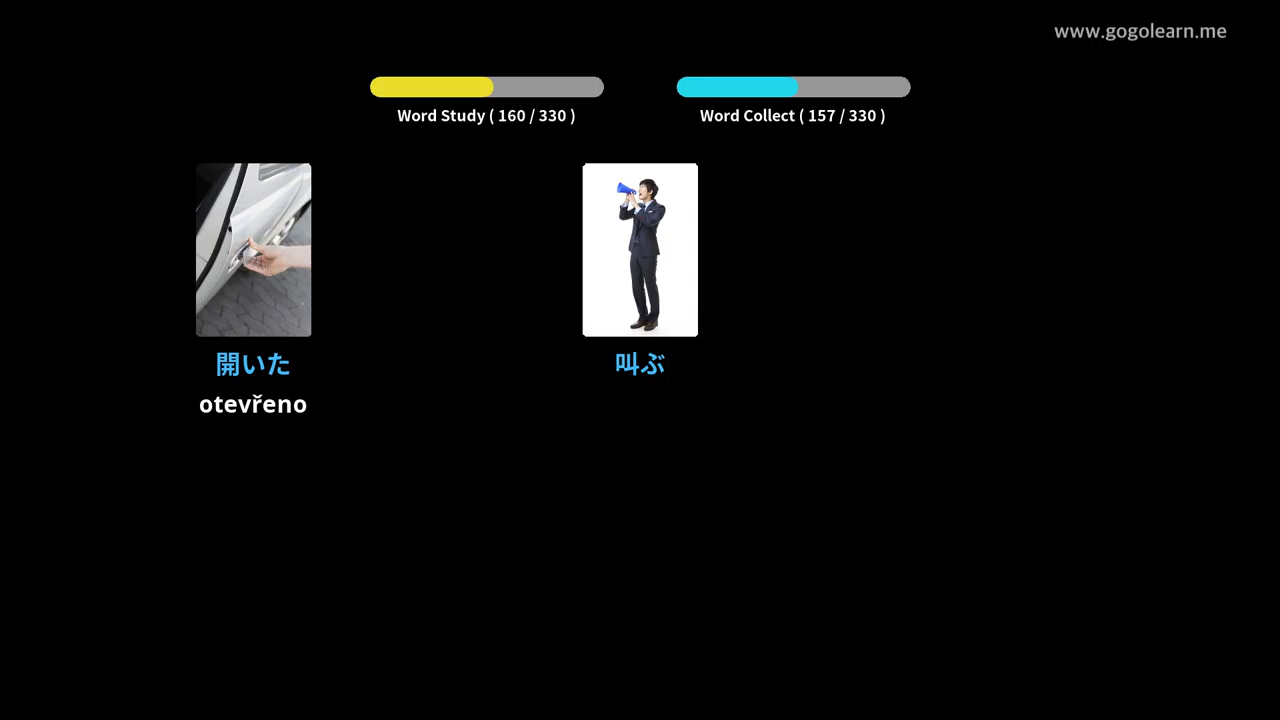 www.gogolearn.me
Word Study ( 160 / 330 )
Word Collect ( 157 / 330 )
開いた
otevřeno
叫ぶ